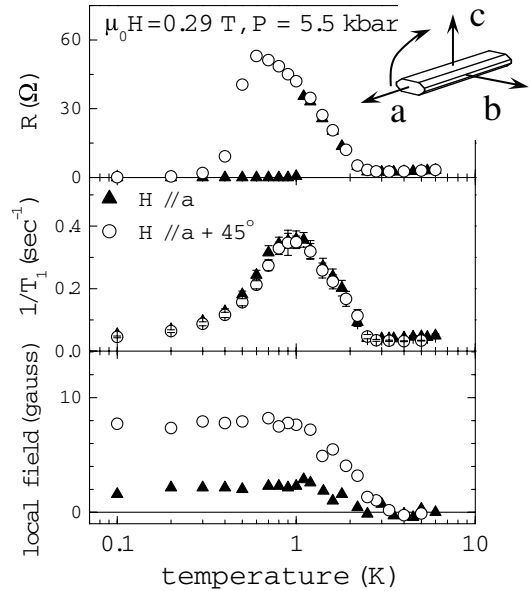 μ₀H=0.29 T, P = 5.5 kbar
c
a
b
R (Ω)
60
30
0
H //a
H //a + 45°
1/T₁ (sec⁻¹)
0.4
0.2
0.0
local field (gauss)
10
8
0
0.1
1
10
temperature (K)